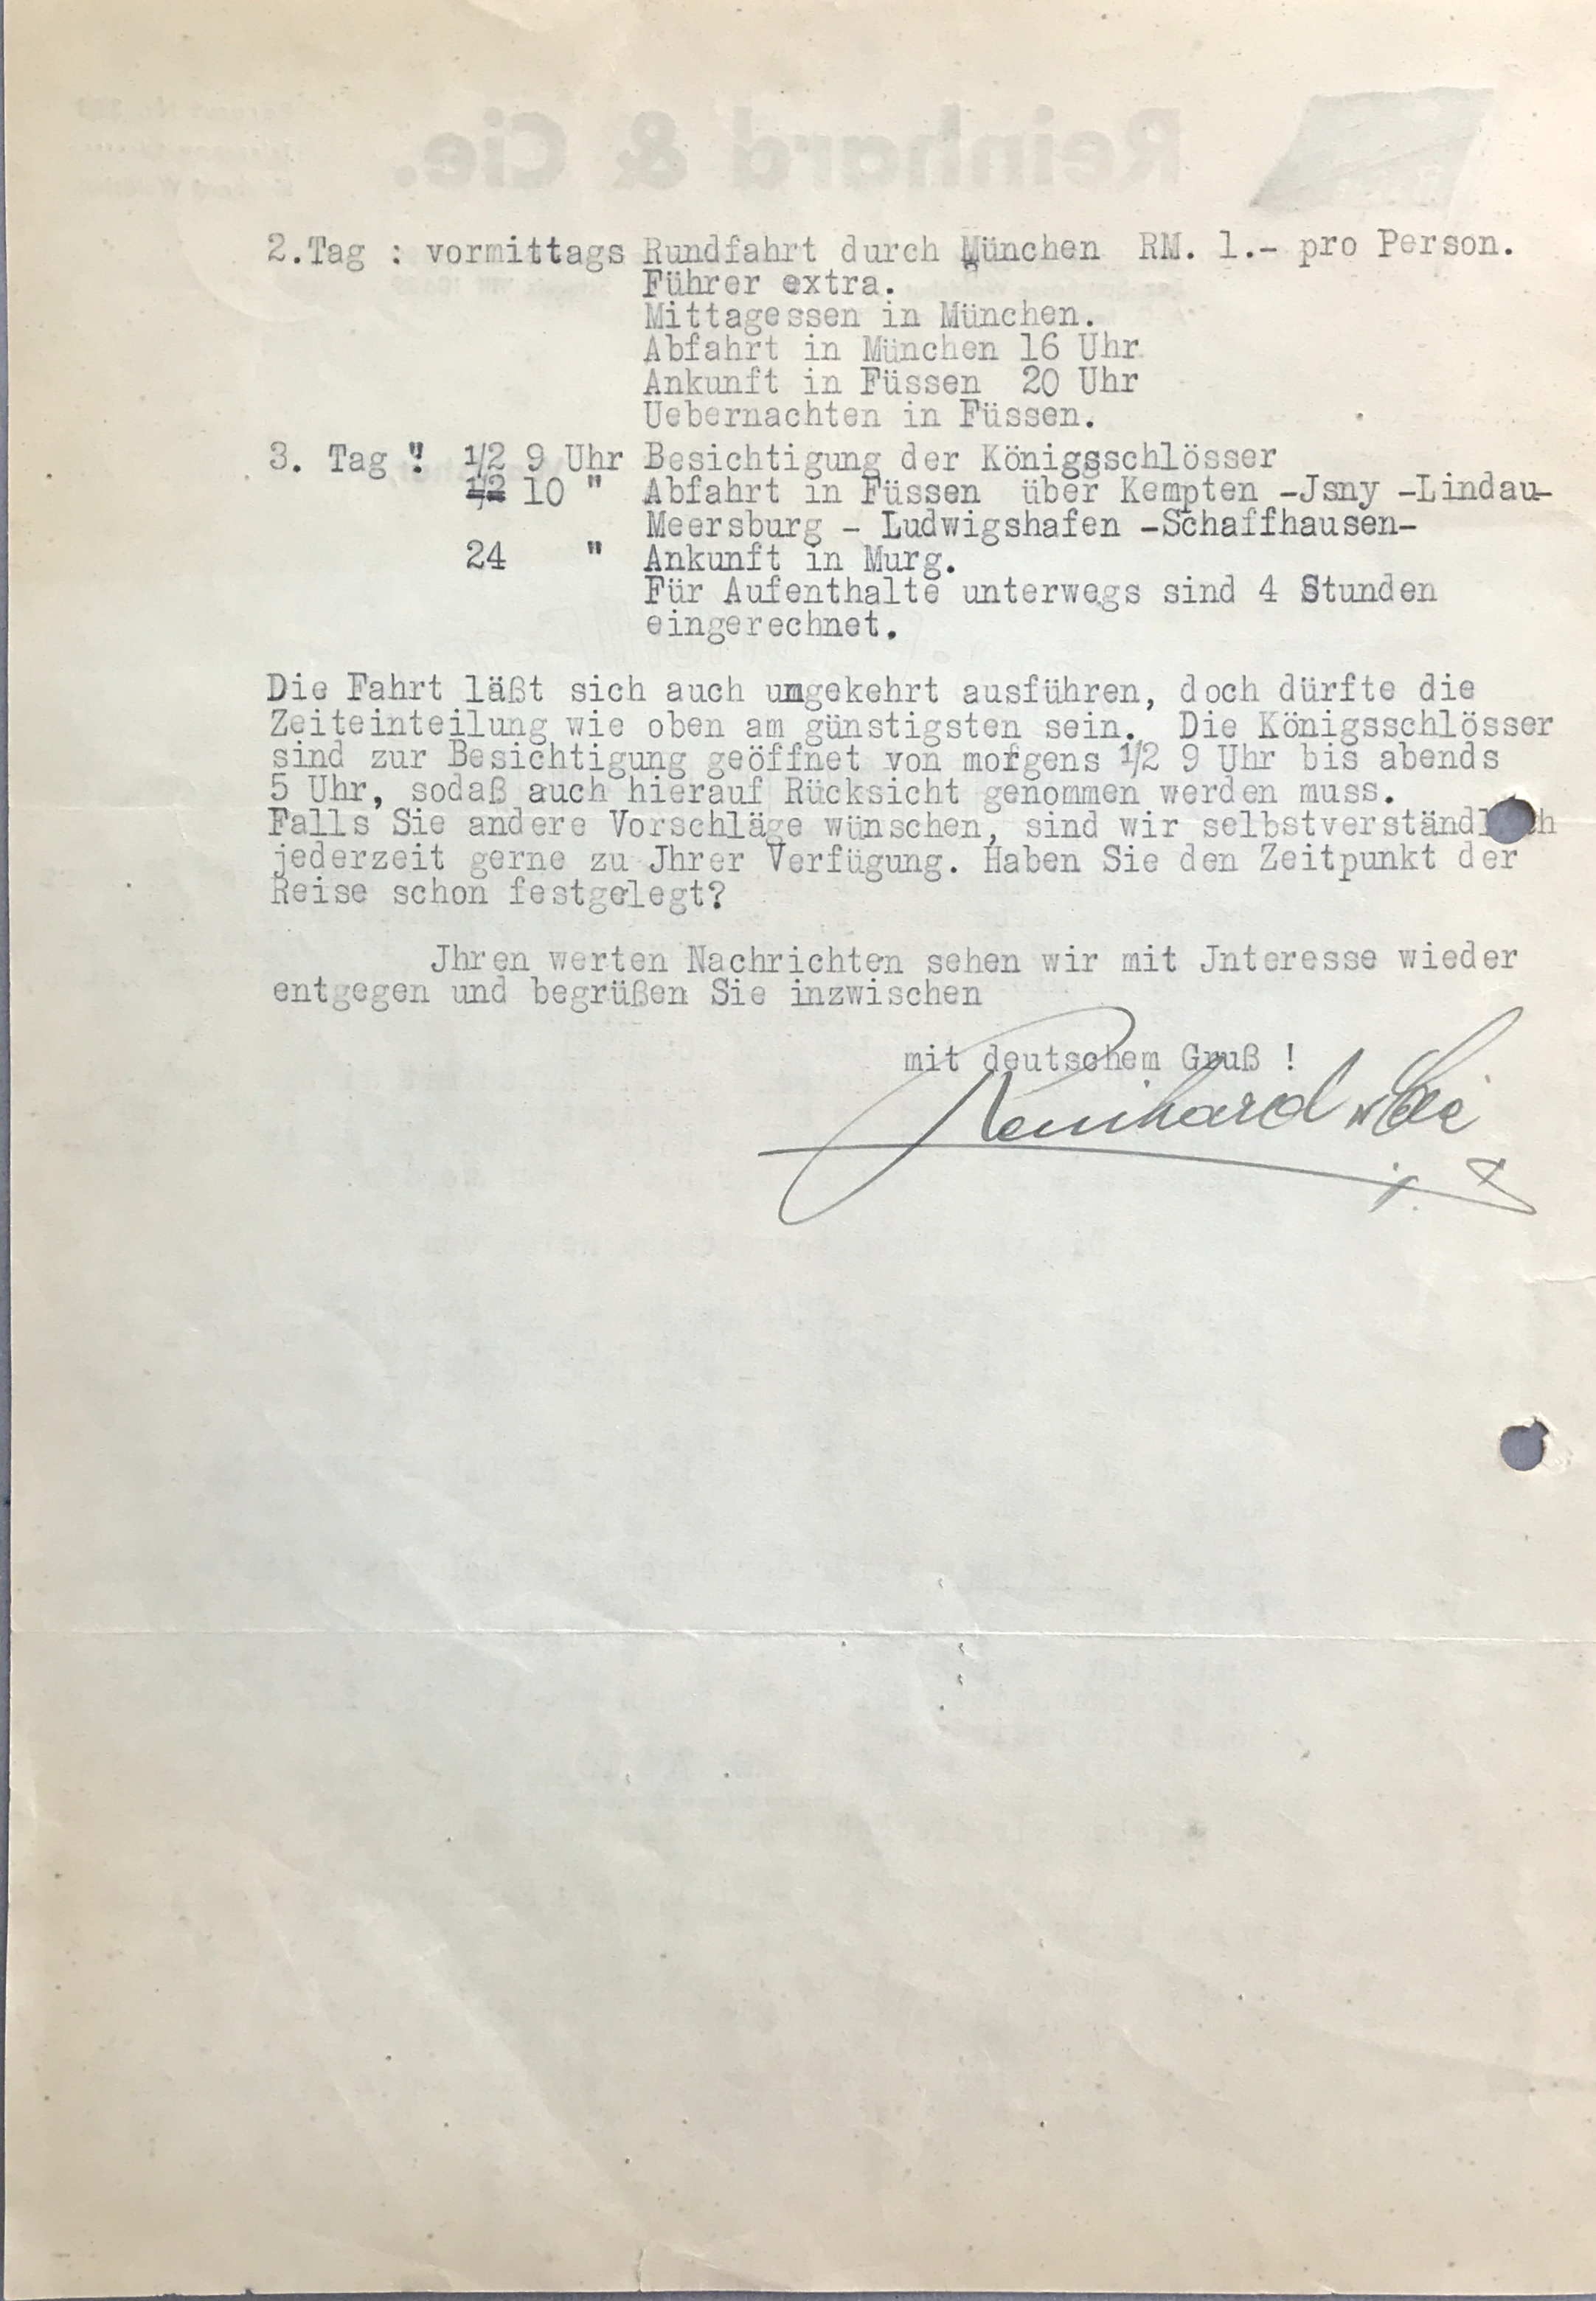 Reinhard & Cie.
2.Tag : vormittags Rundfahrt durch München RM. 1.- pro Person.
Führer extra.
Mittagessen in München.
Abfahrt in München 16 Uhr
Ankunft in Füssen 20 Uhr
Uebernachten in Füssen.
3. Tag " 1/2 9 Uhr Besichtigung der Königsschlösser
1/2 10 " Abfahrt in Füssen über Kempten -Jsny -Lindau-
Meersburg - Ludwigshafen -Schaffhausen-
24 " Ankunft in Murg.
Für Aufenthalte unterwegs sind 4 Stunden
eingerechnet.
Die Fahrt läßt sich auch umgekehrt ausführen, doch dürfte die
Zeiteinteilung wie oben am günstigsten sein. Die Königsschlösser
sind zur Besichtigung geöffnet von morgens 1/2 9 Uhr bis abends
5 Uhr, sodaß auch hierauf Rücksicht genommen werden muss.
Falls Sie andere Vorschläge wünschen, sind wir selbstverständlich
jederzeit gerne zu Jhrer Verfügung. Haben Sie den Zeitpunkt der
Reise schon festgelegt?
Jhren werten Nachrichten sehen wir mit Jnteresse wieder
entgegen und begrüßen Sie inzwischen
mit deutschem Gruß !
Reinhard & Cie